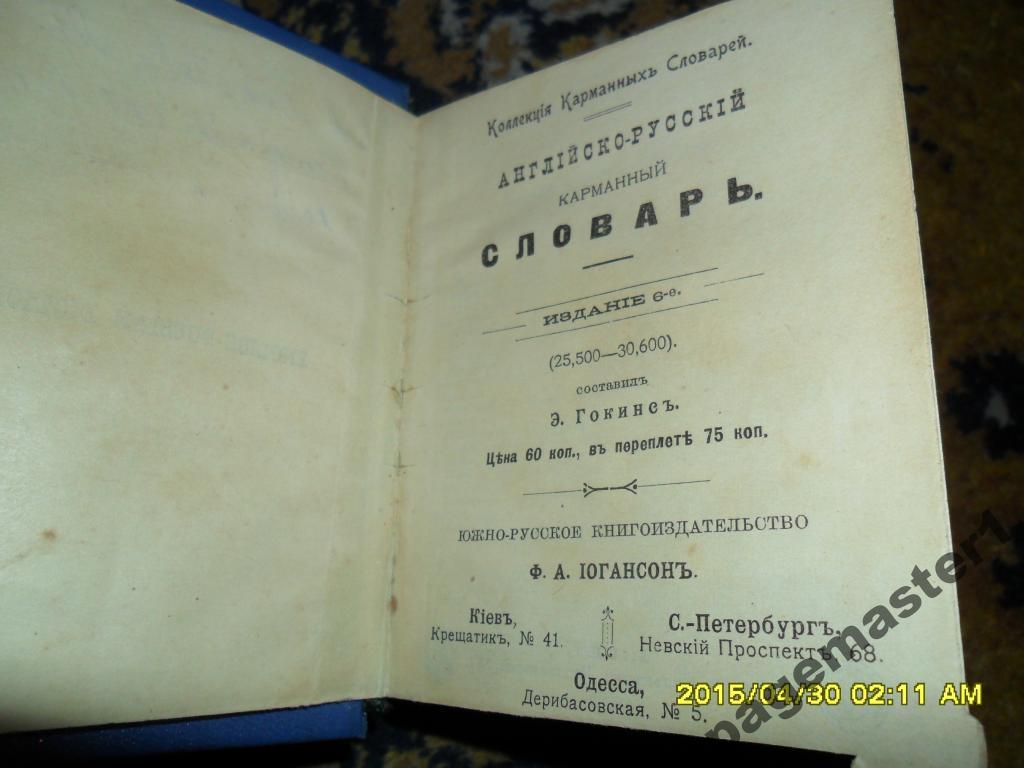 Коллекція Карманныхъ Словарей.
АНГЛІЙСКО-РУССКІЙ
КАРМАННЫЙ
СЛОВАРЬ.
ИЗДАНІЕ 6-е.
(25,500—30,600).
составилъ
Э. Гокинсъ.
Цѣна 60 коп., въ переплетѣ 75 коп.
ЮЖНО-РУССКОЕ КНИГОИЗДАТЕЛЬСТВО
Ф. А. ІОГАНСОНЪ.
Кіевъ,
Крещатикъ, № 41.
С.-Петербургъ,
Невскій Проспектъ, 68.
Одесса,
Дерибасовская, № 5.
2015/04/30 02:11 AM
pagemaster1